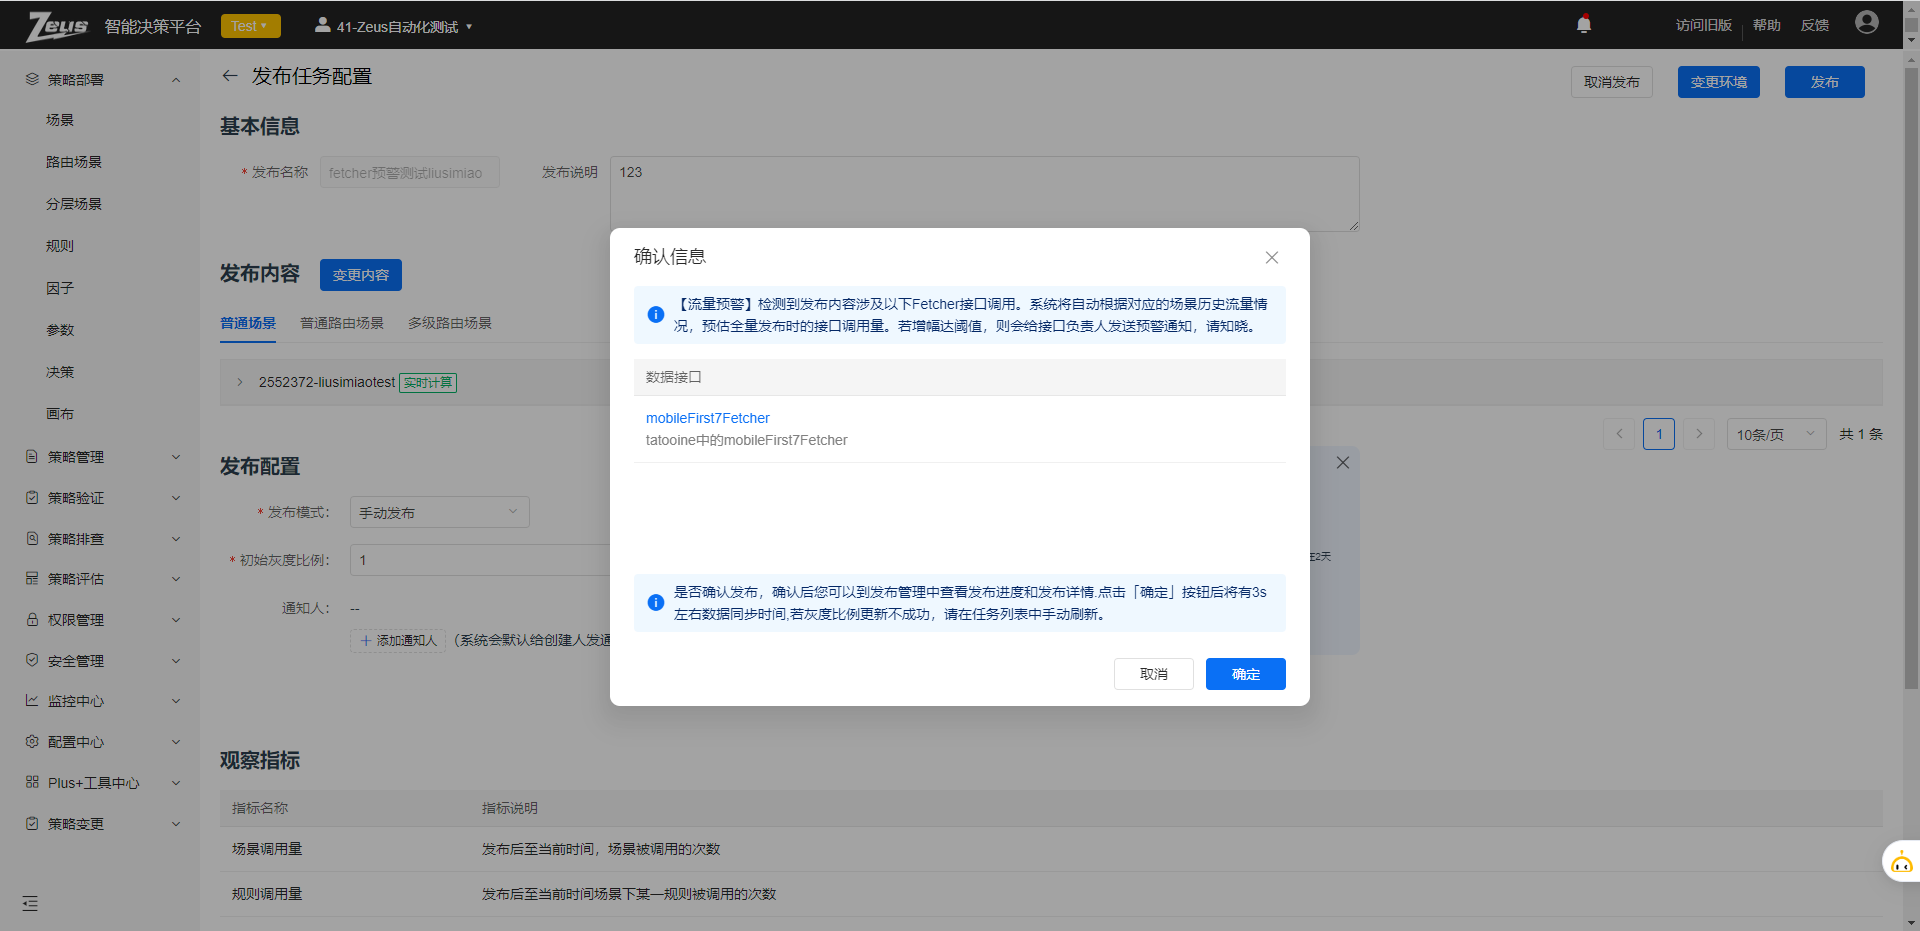 Zeus 智能决策平台 Test 41-Zeus自动化测试 访问旧版 帮助 反馈
策略部署
场景
路由场景
分层场景
规则
因子
参数
决策
画布
策略管理
策略验证
策略排查
策略评估
权限管理
安全管理
监控中心
配置中心
Plus+工具中心
策略变更
发布任务配置
取消发布 变更环境 发布
基本信息
* 发布名称 fetcher预警测试liusimiao 发布说明 123
发布内容 变更内容
普通场景 普通路由场景 多级路由场景
2552372-liusimiaotest 实时计算
1 10条/页 共 1 条
发布配置
* 发布模式: 手动发布
* 初始灰度比例: 1
通知人: --
添加通知人 (系统会默认给创建人发通
2天
观察指标
指标名称 指标说明
场景调用量 发布后至当前时间，场景被调用的次数
规则调用量 发布后至当前时间场景下某一规则被调用的次数
确认信息
【流量预警】检测到发布内容涉及以下Fetcher接口调用。系统将自动根据对应的场景历史流量情
况，预估全量发布时的接口调用量。若增幅达阈值，则会给接口负责人发送预警通知，请知晓。
数据接口
mobileFirst7Fetcher
tatooine中的mobileFirst7Fetcher
是否确认发布，确认后您可以到发布管理中查看发布进度和发布详情.点击「确定」按钮后将有3s
左右数据同步时间,若灰度比例更新不成功，请在任务列表中手动刷新。
取消 确定